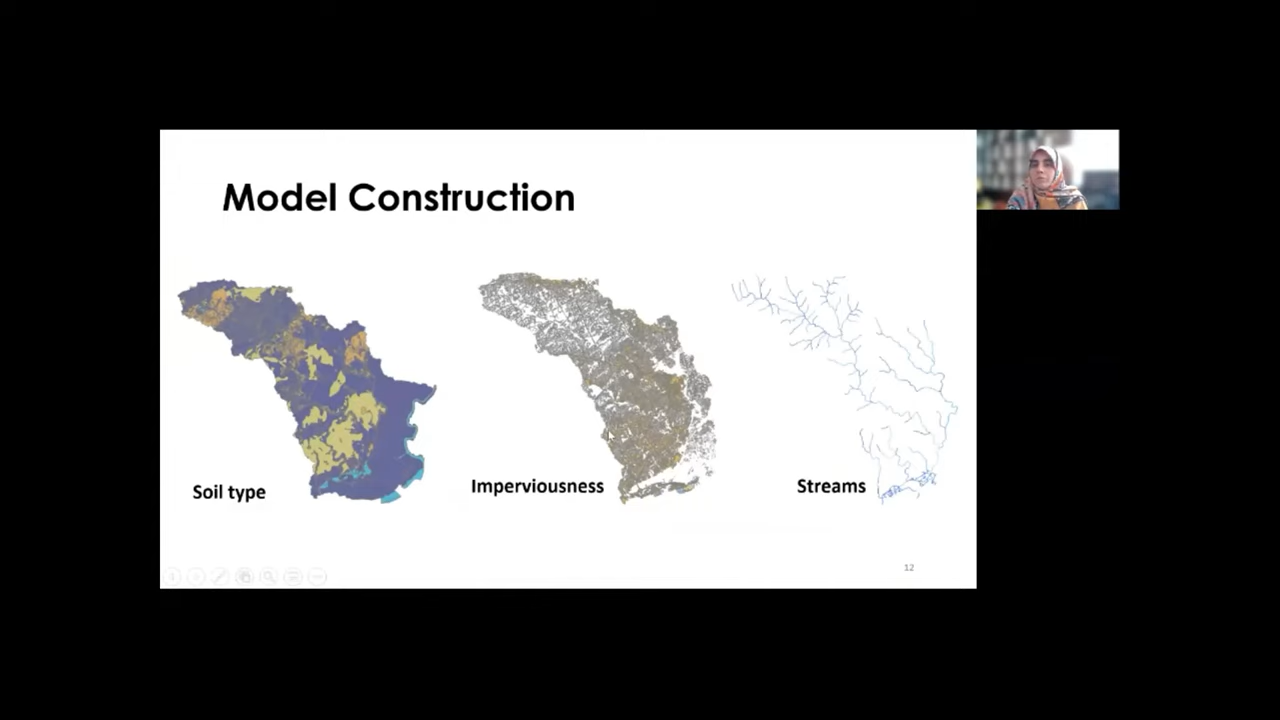 Model Construction
Soil type
Imperviousness
Streams
12